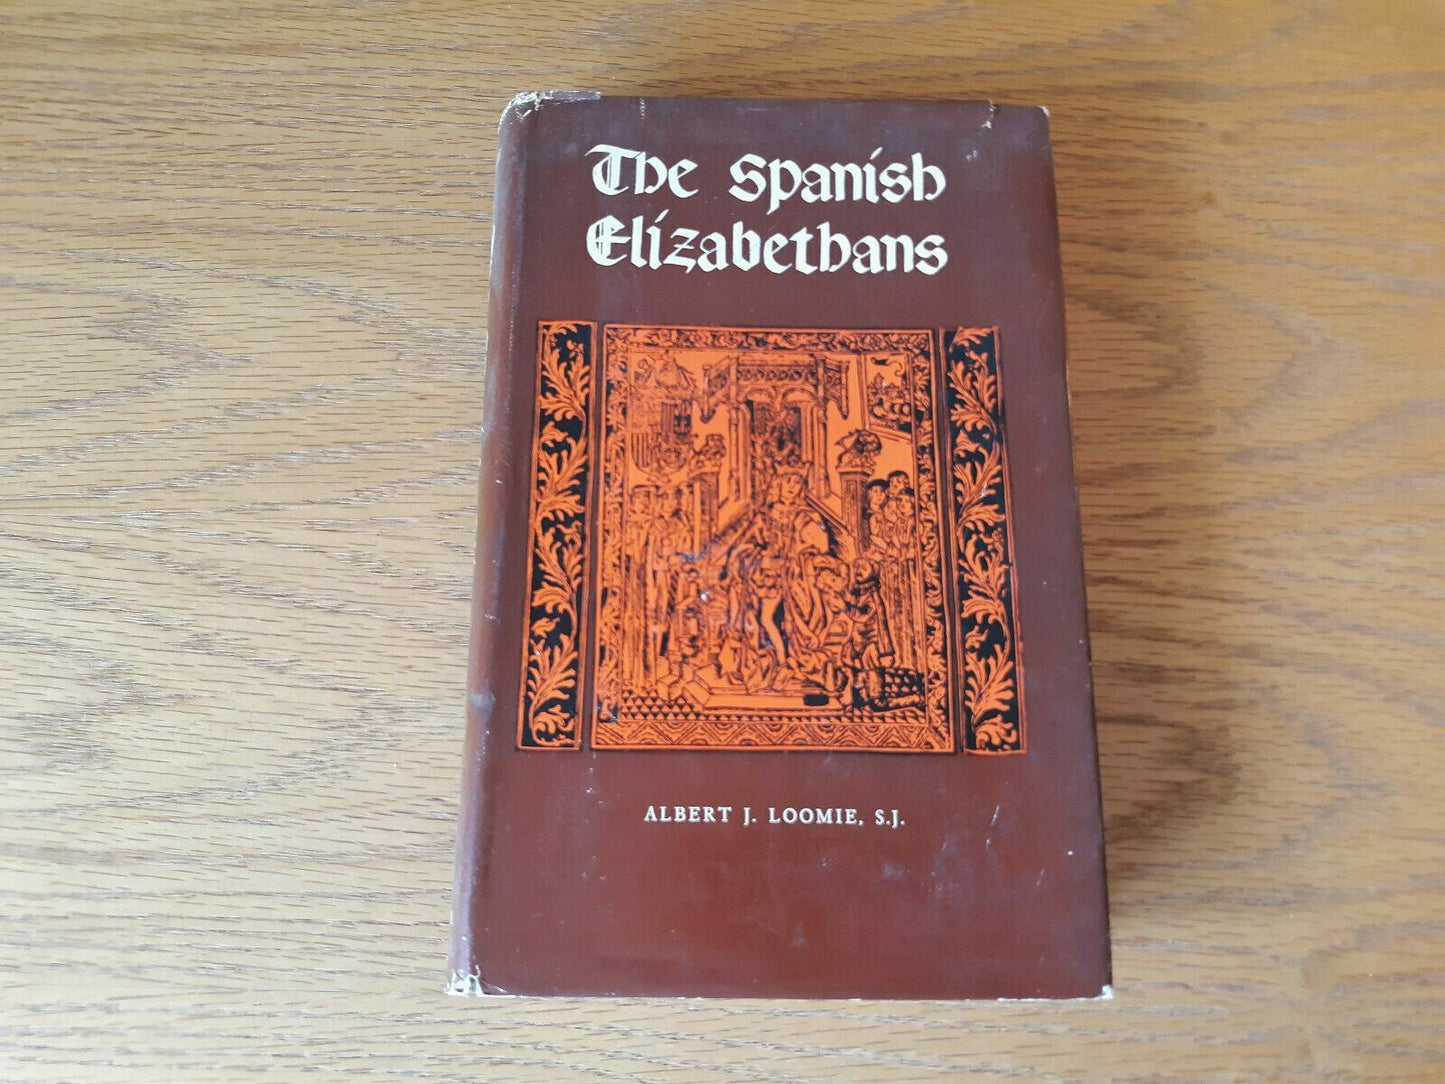 The Spanish
Elizabethans
ALBERT J. LOOMIE, S.J.